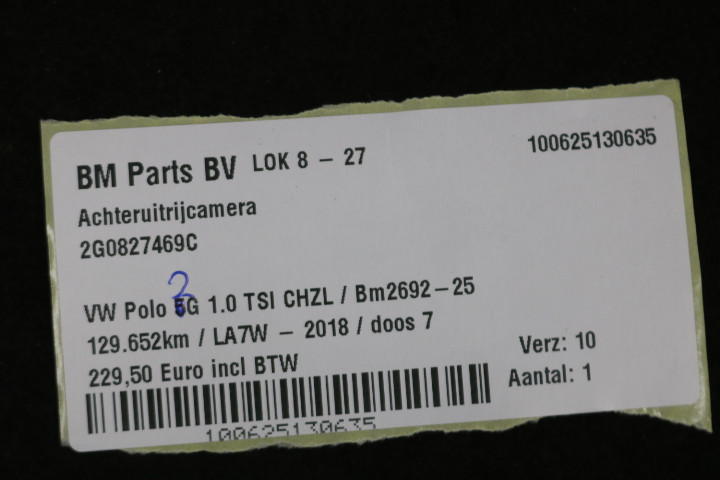 BM Parts BV LOK 8 - 27
100625130635
Achteruitrijcamera
2G0827469C
2
VW Polo 6G 1.0 TSI CHZL / Bm2692-25
129.652km / LA7W - 2018 / doos 7
229,50 Euro incl BTW
Verz: 10
Aantal: 1
100625130635